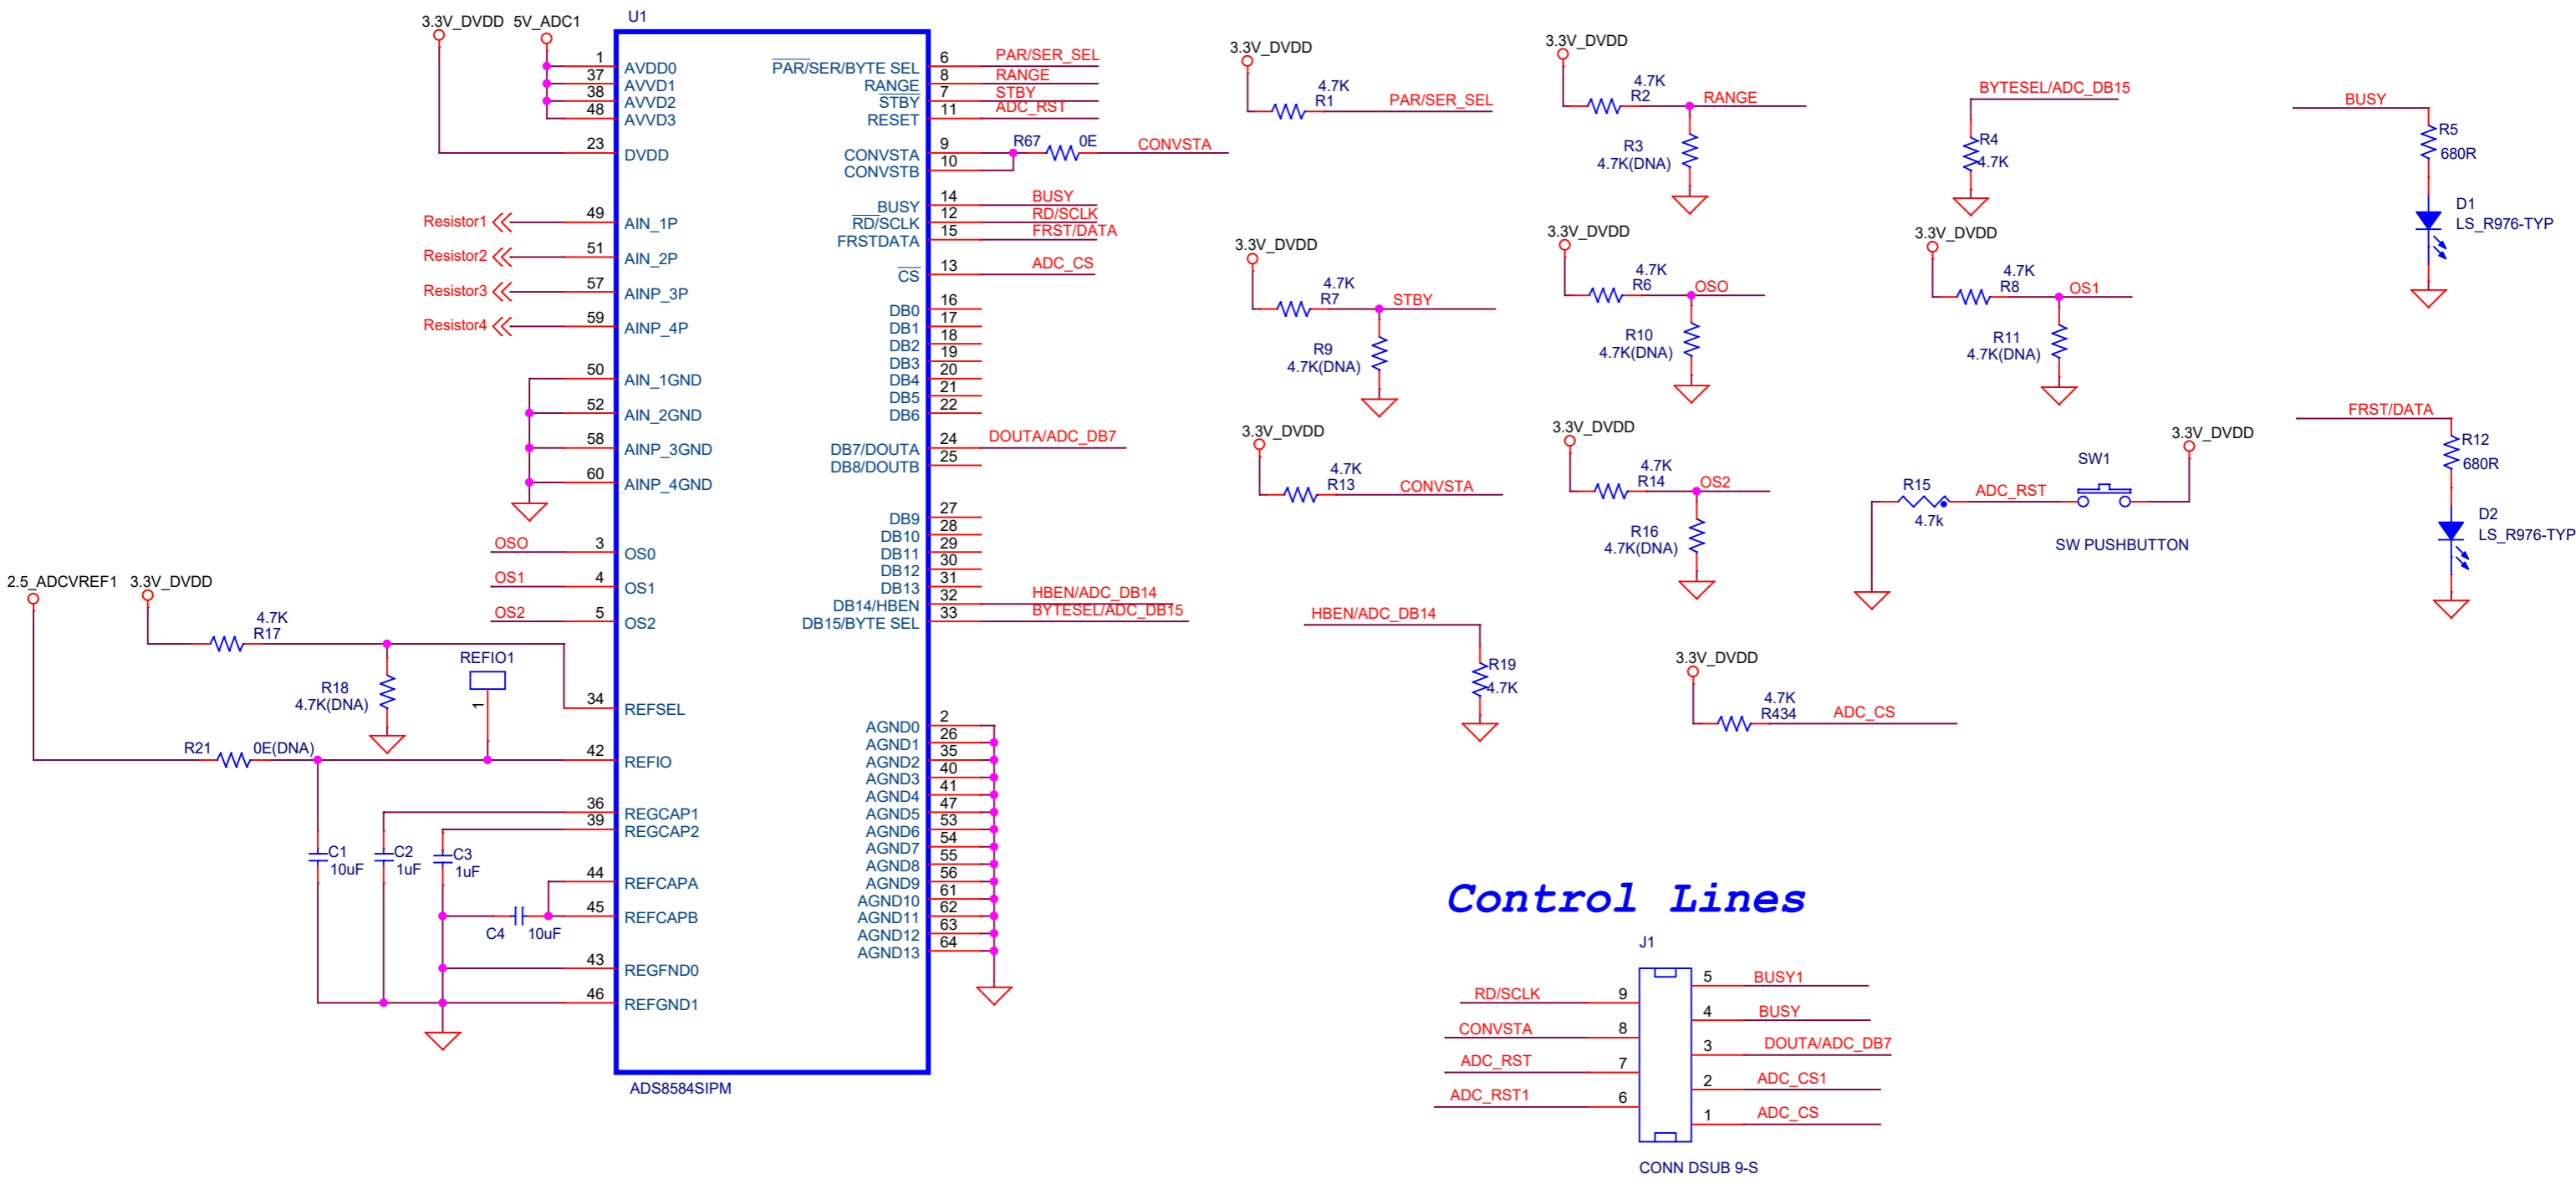 3.3V_DVDD
5V_ADC1
U1
1
AVDD0
37
AVVD1
38
AVVD2
48
AVVD3
23
DVDD
Resistor1
49
AIN_1P
Resistor2
51
AIN_2P
Resistor3
57
AINP_3P
Resistor4
59
AINP_4P
50
AIN_1GND
52
AIN_2GND
58
AINP_3GND
60
AINP_4GND
OSO
3
OS0
OS1
4
OS1
OS2
5
OS2
2.5_ADCVREF1
3.3V_DVDD
4.7K
R17
R18
4.7K(DNA)
REFIO1
1
34
REFSEL
R21
0E(DNA)
42
REFIO
36
REGCAP1
39
REGCAP2
C1
10uF
C2
1uF
C3
1uF
44
REFCAPA
45
REFCAPB
C4
10uF
43
REGFND0
46
REFGND1
ADS8584SIPM
PAR/SER/BYTE SEL
6
PAR/SER_SEL
RANGE
8
RANGE
STBY
7
STBY
RESET
11
ADC_RST
CONVSTA
9
R67
0E
CONVSTA
CONVSTB
10
BUSY
14
BUSY
RD/SCLK
12
RD/SCLK
FRSTDATA
15
FRST/DATA
CS
13
ADC_CS
DB0
16
DB1
17
DB2
18
DB3
19
DB4
20
DB5
21
DB6
22
DB7/DOUTA
24
DOUTA/ADC_DB7
DB8/DOUTB
25
DB9
27
DB10
28
DB11
29
DB12
30
DB13
31
DB14/HBEN
32
HBEN/ADC_DB14
DB15/BYTE SEL
33
BYTESEL/ADC_DB15
AGND0
2
AGND1
26
AGND2
35
AGND3
40
AGND4
41
AGND5
47
AGND6
53
AGND7
54
AGND8
55
AGND9
56
AGND10
61
AGND11
62
AGND12
63
AGND13
64
3.3V_DVDD
4.7K
R1
PAR/SER_SEL
3.3V_DVDD
4.7K
R2
RANGE
R3
4.7K(DNA)
BYTESEL/ADC_DB15
R4
4.7K
BUSY
R5
680R
D1
LS_R976-TYP
3.3V_DVDD
4.7K
R7
STBY
R9
4.7K(DNA)
3.3V_DVDD
4.7K
R6
OSO
R10
4.7K(DNA)
3.3V_DVDD
4.7K
R8
OS1
R11
4.7K(DNA)
3.3V_DVDD
4.7K
R13
CONVSTA
3.3V_DVDD
4.7K
R14
OS2
R16
4.7K(DNA)
R15
4.7k
ADC_RST
SW1
SW PUSHBUTTON
3.3V_DVDD
FRST/DATA
R12
680R
D2
LS_R976-TYP
HBEN/ADC_DB14
R19
4.7K
3.3V_DVDD
4.7K
R434
ADC_CS
Control Lines
J1
RD/SCLK
9
CONVSTA
8
ADC_RST
7
ADC_RST1
6
5
BUSY1
4
BUSY
3
DOUTA/ADC_DB7
2
ADC_CS1
1
ADC_CS
CONN DSUB 9-S